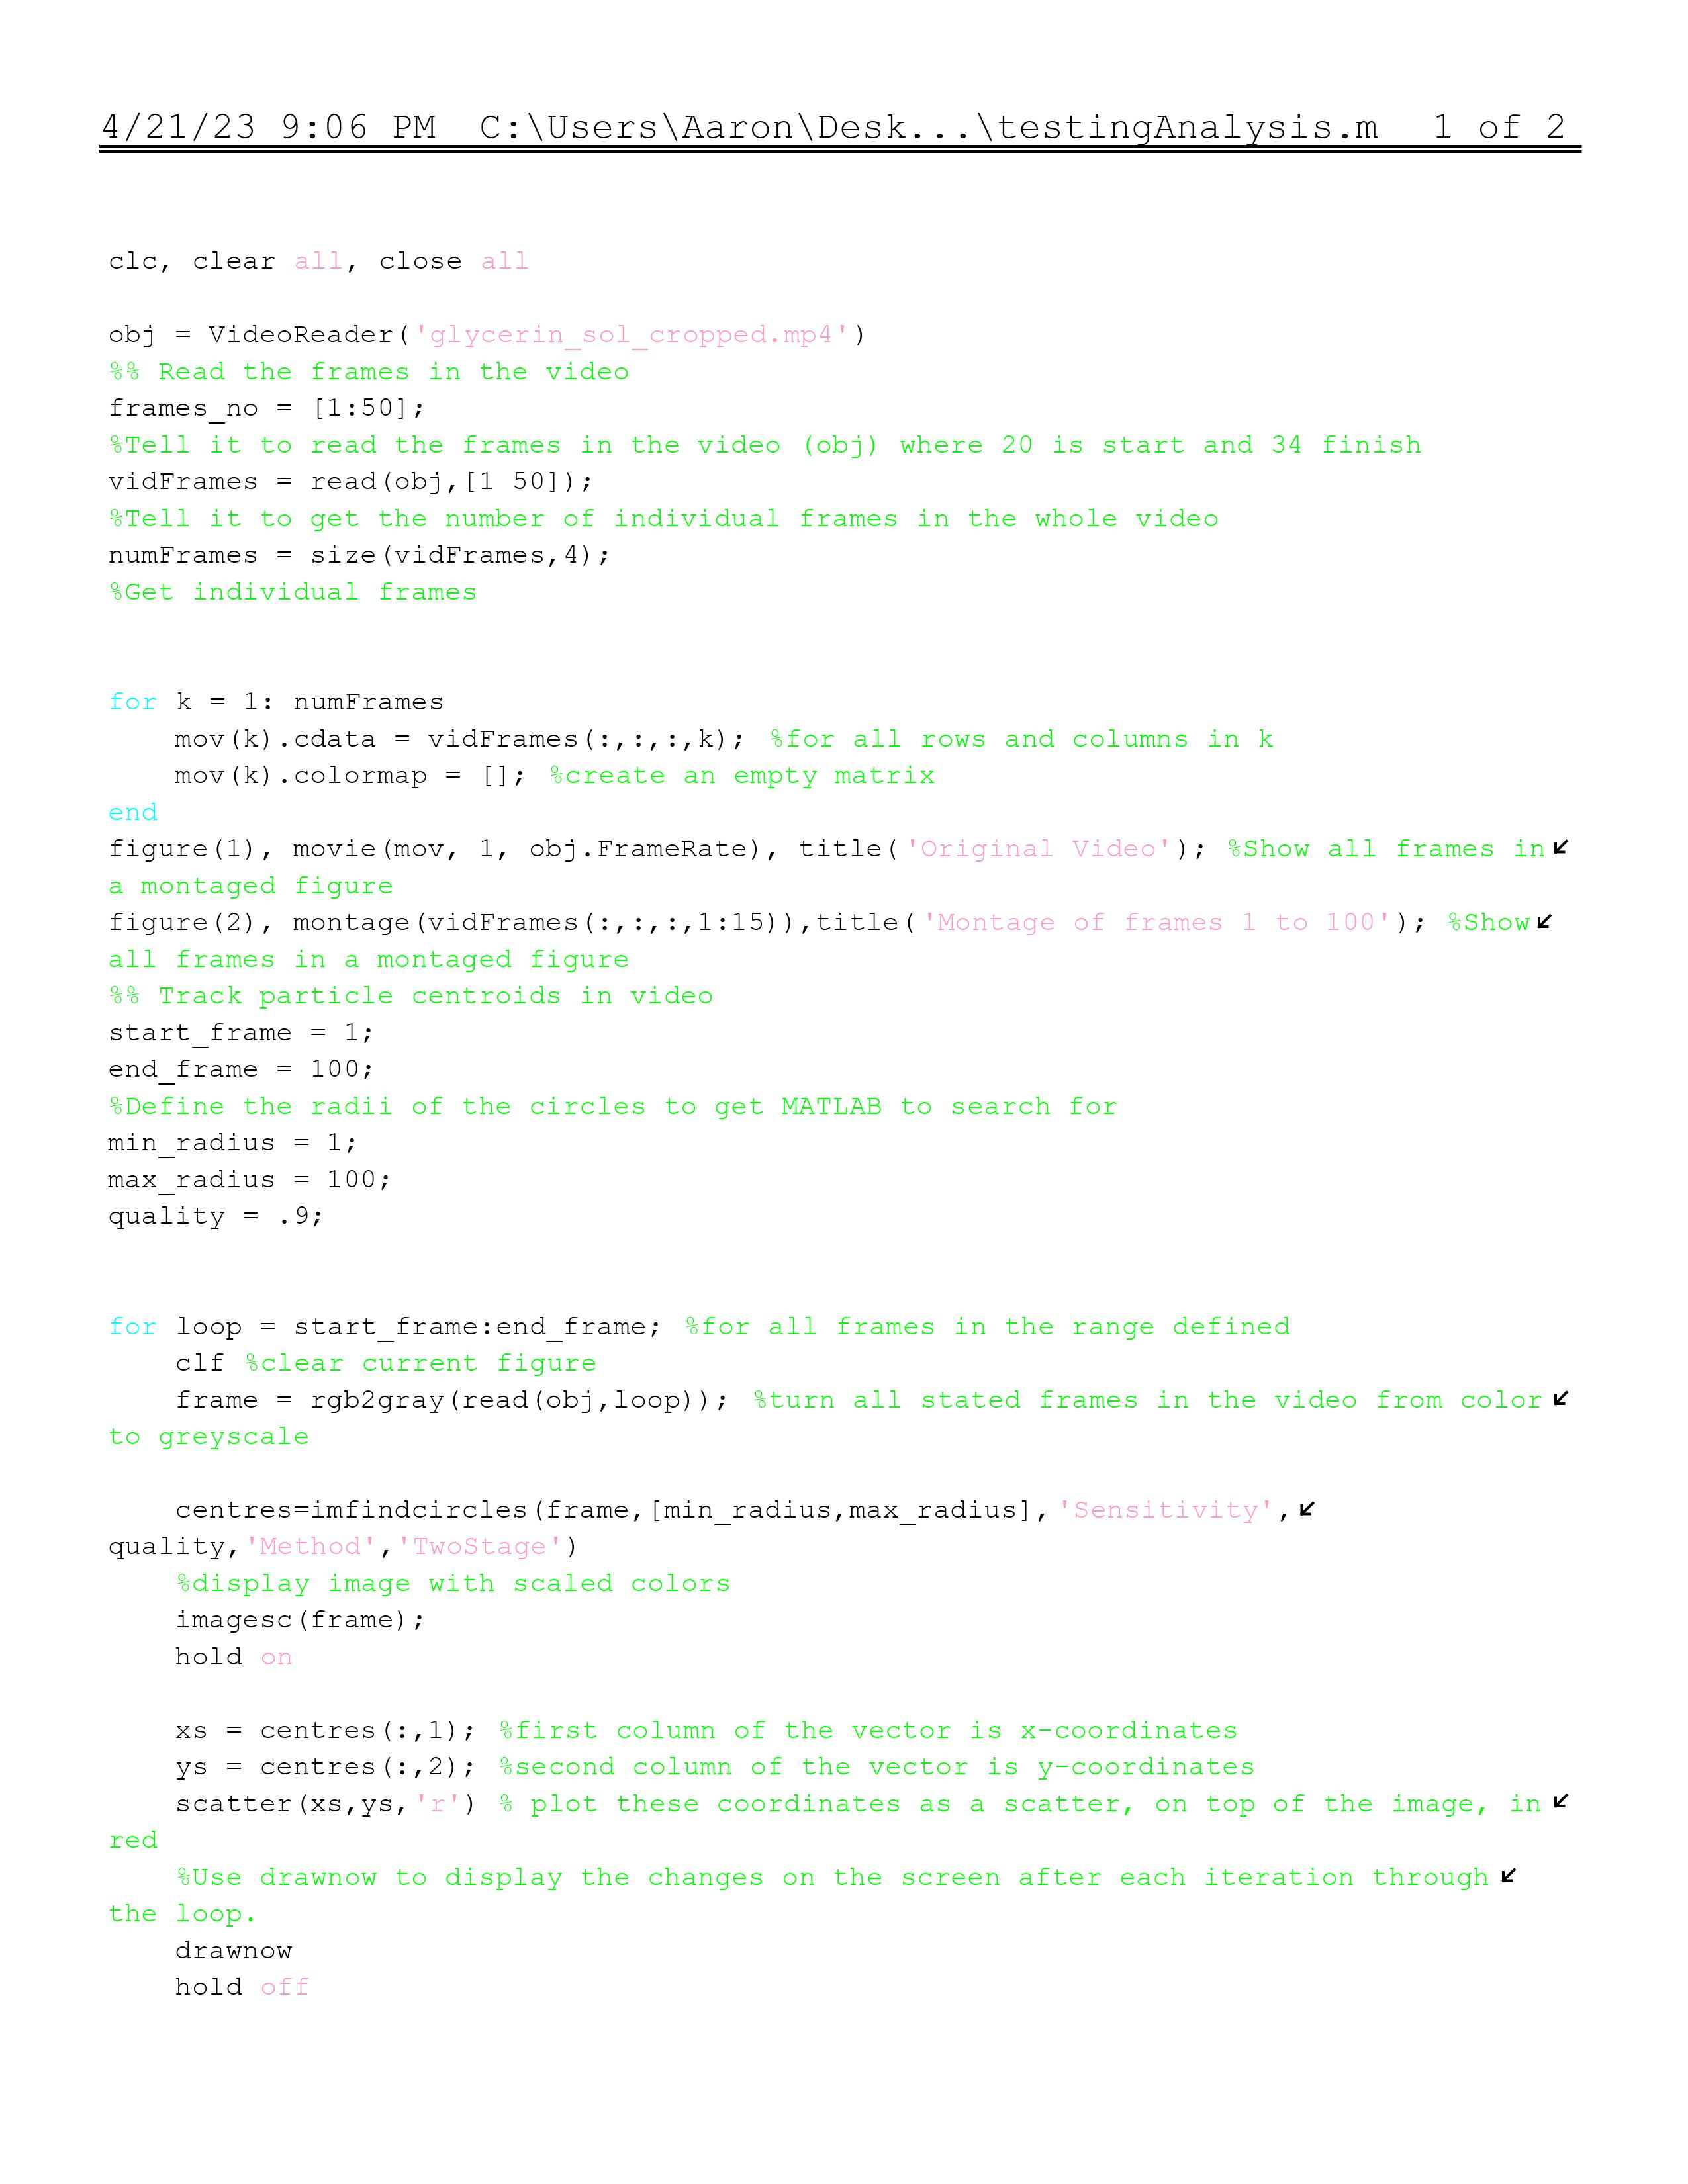 4/21/23 9:06 PM  C:\Users\Aaron\Desk...\testingAnalysis.m  1 of 2
clc, clear all, close all
obj = VideoReader('glycerin_sol_cropped.mp4')
%% Read the frames in the video
frames_no = [1:50];
%Tell it to read the frames in the video (obj) where 20 is start and 34 finish
vidFrames = read(obj,[1 50]);
%Tell it to get the number of individual frames in the whole video
numFrames = size(vidFrames,4);
%Get individual frames
for k = 1: numFrames
    mov(k).cdata = vidFrames(:,:,:,k); %for all rows and columns in k
    mov(k).colormap = []; %create an empty matrix
end
figure(1), movie(mov, 1, obj.FrameRate), title('Original Video'); %Show all frames in↙
a montaged figure
figure(2), montage(vidFrames(:,:,:,1:15)),title('Montage of frames 1 to 100'); %Show↙
all frames in a montaged figure
%% Track particle centroids in video
start_frame = 1;
end_frame = 100;
%Define the radii of the circles to get MATLAB to search for
min_radius = 1;
max_radius = 100;
quality = .9;
for loop = start_frame:end_frame; %for all frames in the range defined
    clf %clear current figure
    frame = rgb2gray(read(obj,loop)); %turn all stated frames in the video from color↙
to greyscale
    centres=imfindcircles(frame,[min_radius,max_radius],'Sensitivity',↙
quality,'Method','TwoStage')
    %display image with scaled colors
    imagesc(frame);
    hold on
    xs = centres(:,1); %first column of the vector is x-coordinates
    ys = centres(:,2); %second column of the vector is y-coordinates
    scatter(xs,ys,'r') % plot these coordinates as a scatter, on top of the image, in↙
red
    %Use drawnow to display the changes on the screen after each iteration through↙
the loop.
    drawnow
    hold off